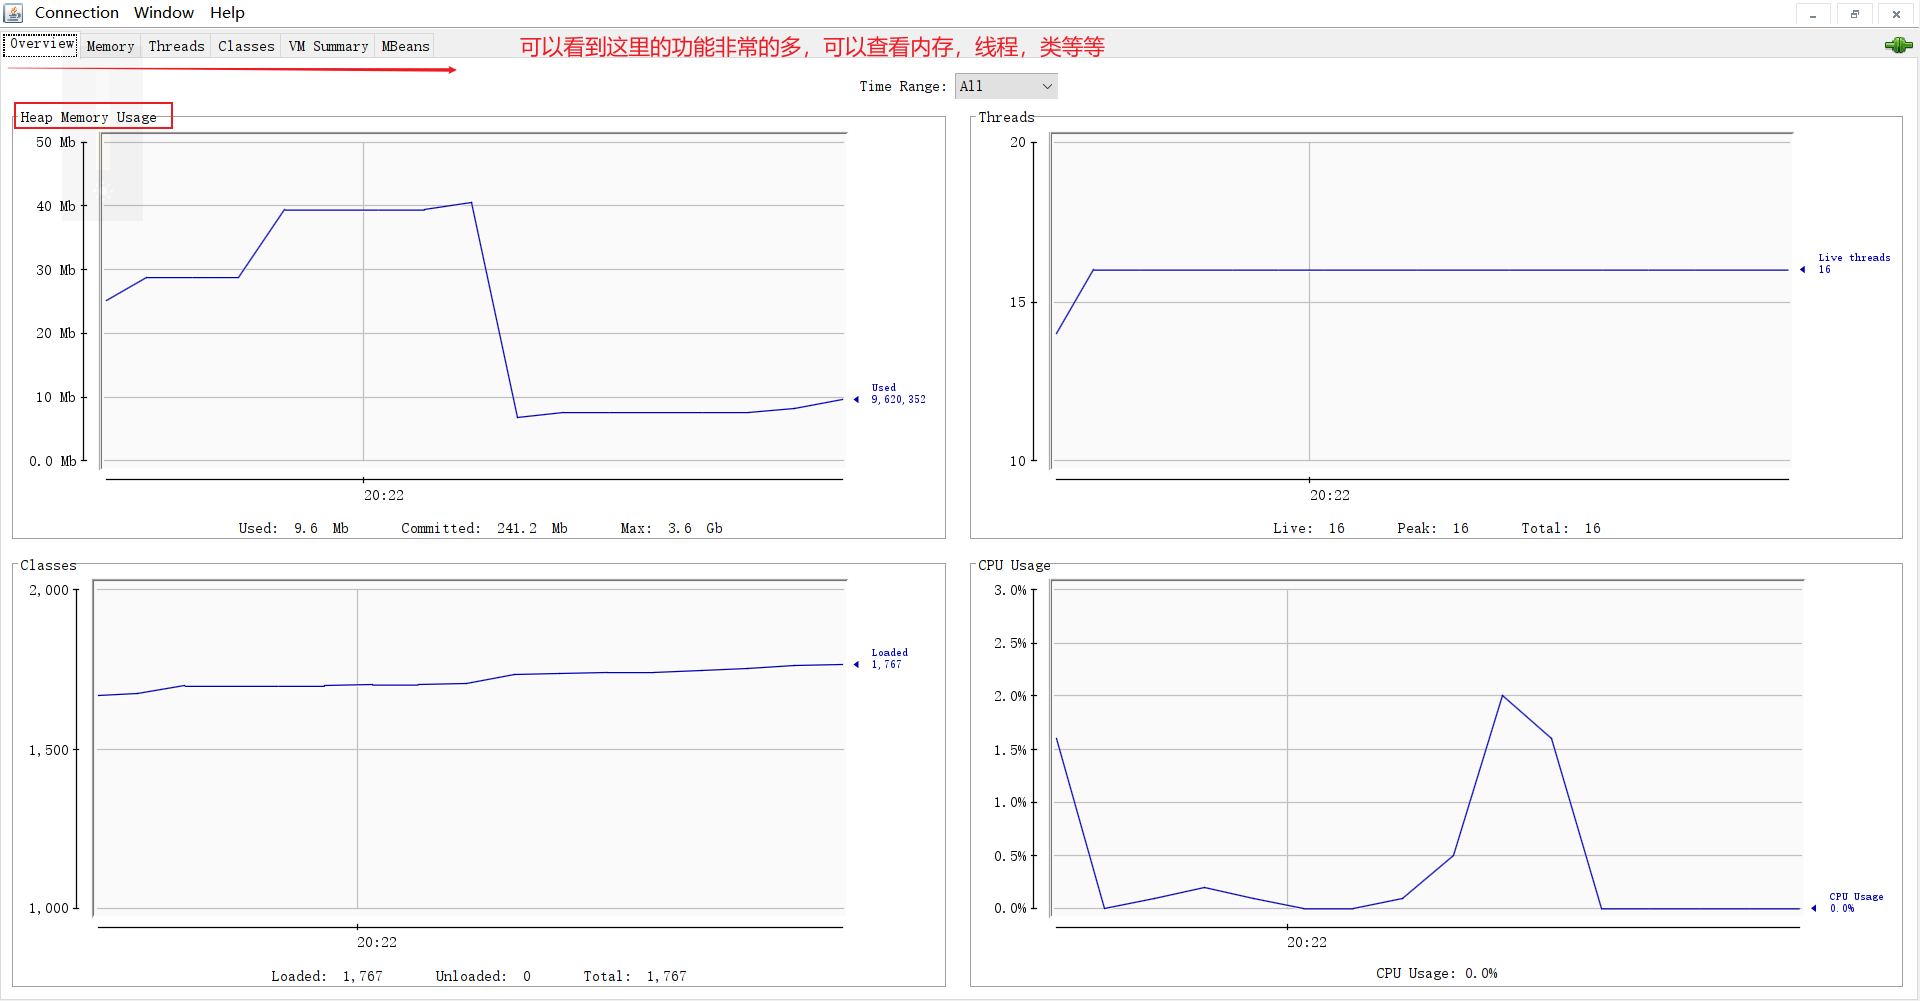 Connection Window Help
Overview Memory Threads Classes VM Summary MBeans
可以看到这里的功能非常的多，可以查看内存，线程，类等等
Time Range: All
Heap Memory Usage
50 Mb
40 Mb
30 Mb
20 Mb
10 Mb
0.0 Mb
Used
9,620,352
20:22
Used: 9.6 Mb Committed: 241.2 Mb Max: 3.6 Gb
Threads
20
15
10
Live threads
16
20:22
Live: 16 Peak: 16 Total: 16
Classes
2,000
1,500
1,000
Loaded
1,767
20:22
Loaded: 1,767 Unloaded: 0 Total: 1,767
CPU Usage
3.0%
2.5%
2.0%
1.5%
1.0%
0.5%
0.0%
CPU Usage
0.0%
20:22
CPU Usage: 0.0%